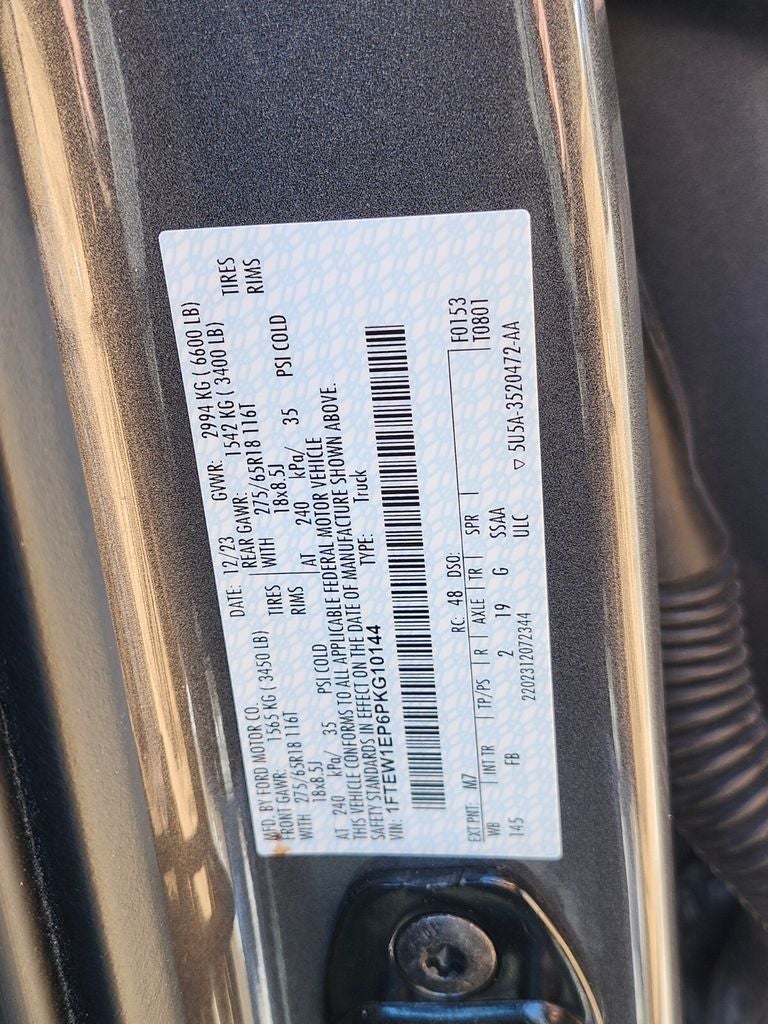 MFD. BY FORD MOTOR CO.
DATE: 12/23 GVWR: 2994 KG ( 6600 LB)
FRONT GAWR: 1565 KG ( 3450 LB) REAR GAWR: 1542 KG ( 3400 LB)
WITH 275/65R18 116T TIRES WITH 275/65R18 116T TIRES
18x8.5J RIMS 18x8.5J RIMS
AT 240 kPa/ 35 PSI COLD AT 240 kPa/ 35 PSI COLD
THIS VEHICLE CONFORMS TO ALL APPLICABLE FEDERAL MOTOR VEHICLE
SAFETY STANDARDS IN EFFECT ON THE DATE OF MANUFACTURE SHOWN ABOVE.
VIN: 1FTEW1EP6PKG10144 TYPE: Truck
F0153
EXT PNT: M7 RC: 48 DSO: T0801
WB INT TR TP/PS R AXLE TR SPR
145 FB 2 19 G SSAA ▽ 5U5A-3520472-AA
2202312072344 ULC